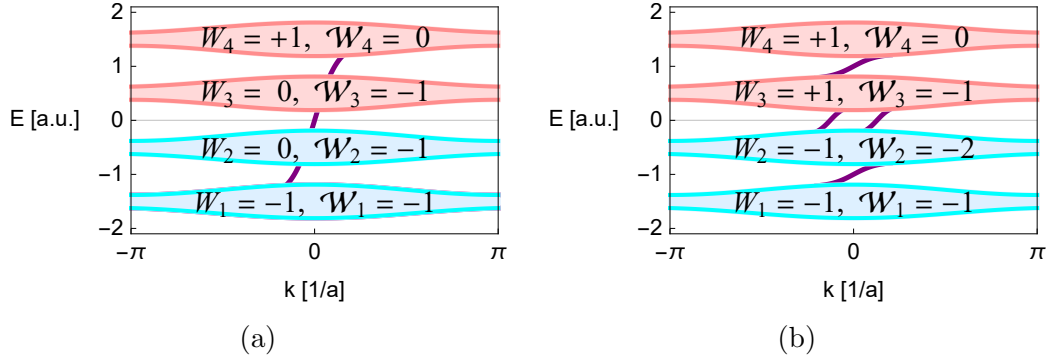 2
1
0
−1
−2
E [a.u.]
W₄ = +1, 𝒲₄ = 0
W₃ = 0, 𝒲₃ = −1
W₂ = 0, 𝒲₂ = −1
W₁ = −1, 𝒲₁ = −1
−π
0
π
k [1/a]
(a)
2
1
0
−1
−2
E [a.u.]
W₄ = +1, 𝒲₄ = 0
W₃ = +1, 𝒲₃ = −1
W₂ = −1, 𝒲₂ = −2
W₁ = −1, 𝒲₁ = −1
−π
0
π
k [1/a]
(b)